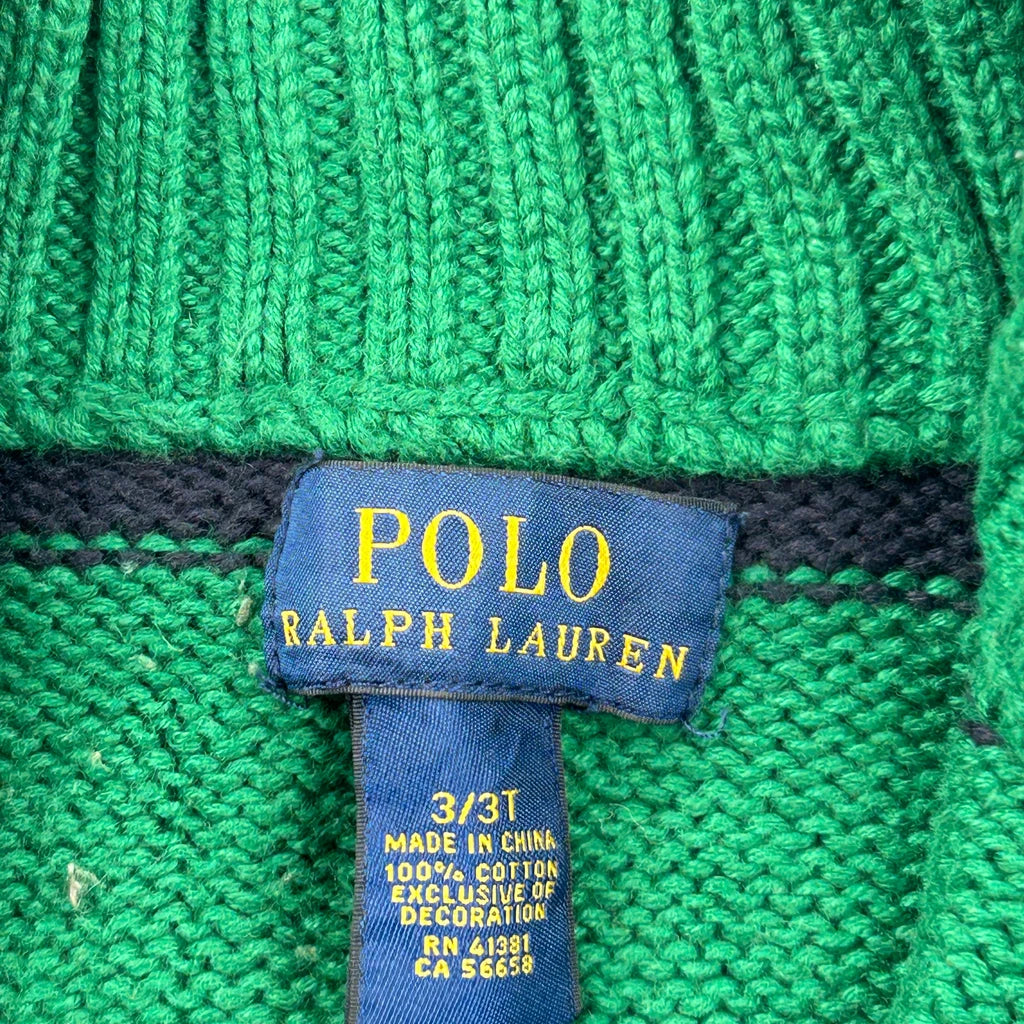 POLO
RALPH LAUREN
3/3T
MADE IN CHINA
100% COTTON
EXCLUSIVE OF
DECORATION
RN 41381
CA 56658